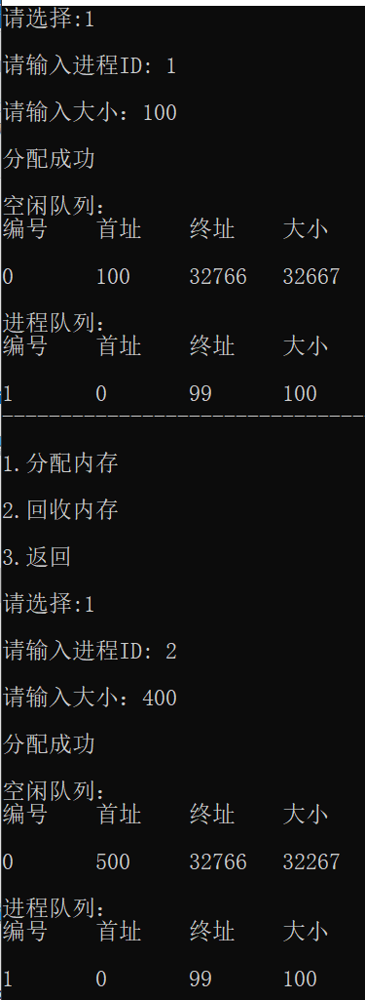 请选择:1
请输入进程ID: 1
请输入大小：100
分配成功
空闲队列：
编号 首址 终址 大小
0 100 32766 32667
进程队列：
编号 首址 终址 大小
1 0 99 100
--------------------------------
1.分配内存
2.回收内存
3.返回
请选择:1
请输入进程ID: 2
请输入大小：400
分配成功
空闲队列：
编号 首址 终址 大小
0 500 32766 32267
进程队列：
编号 首址 终址 大小
1 0 99 100